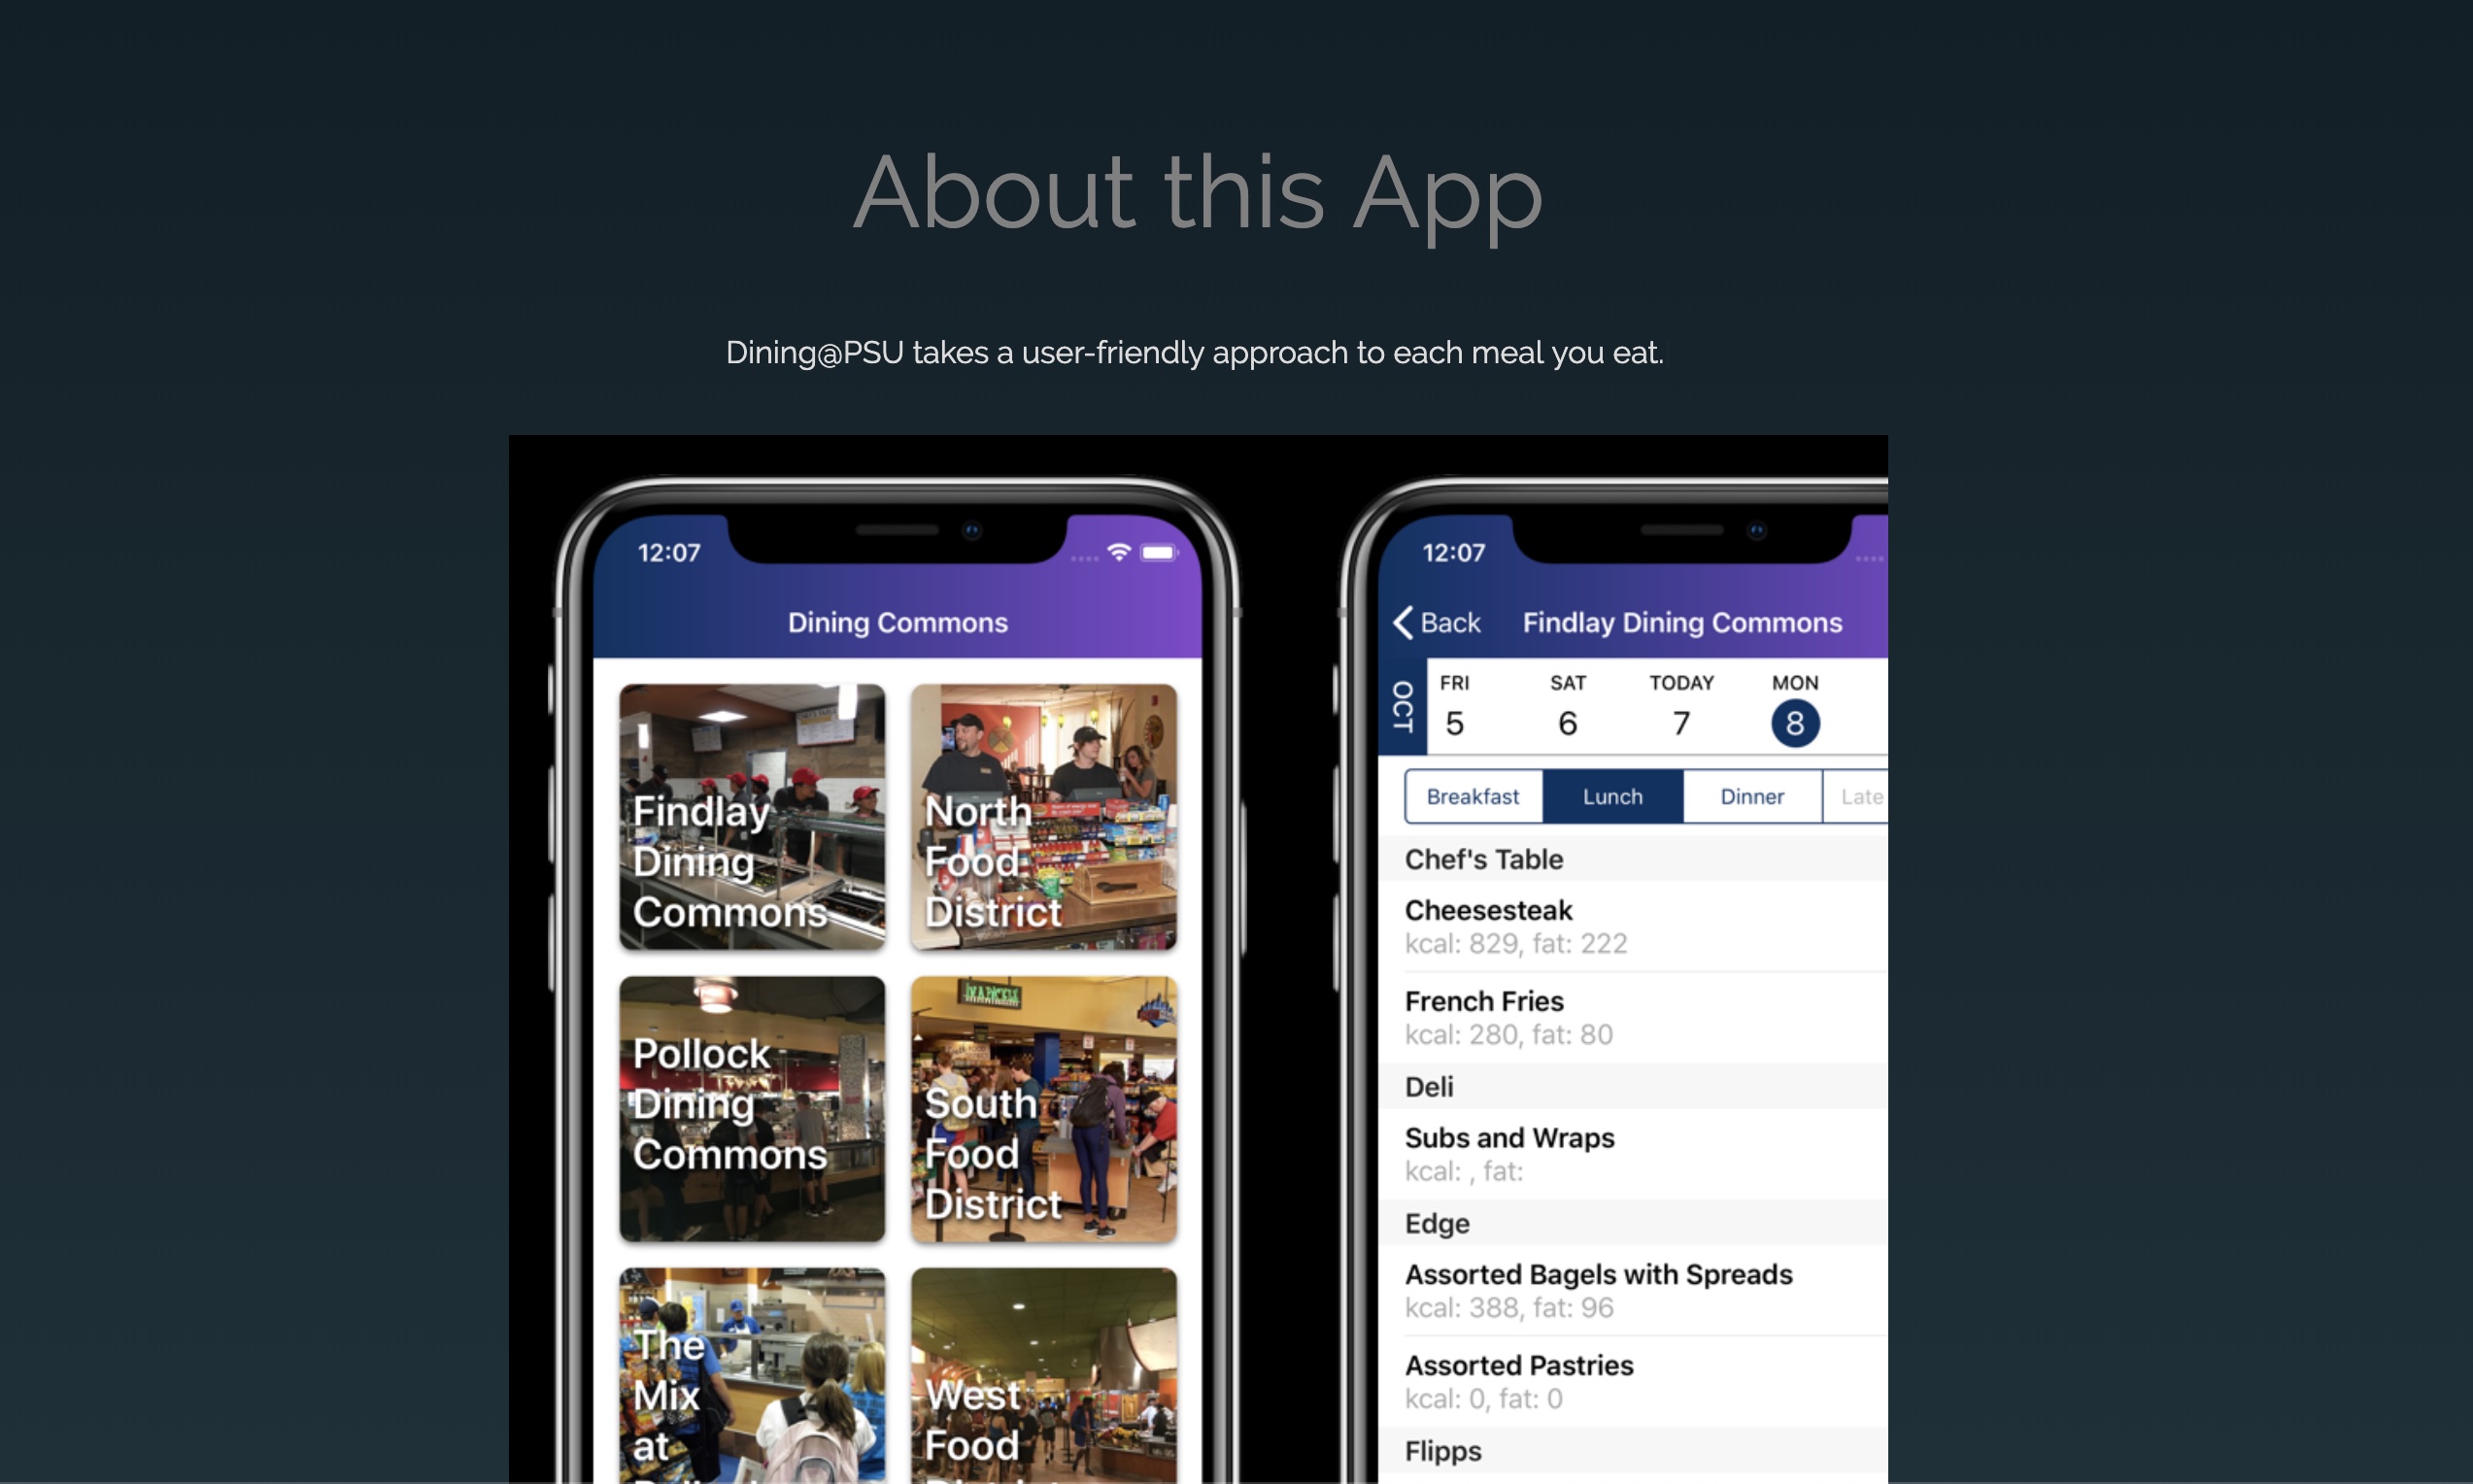 About this App
Dining@PSU takes a user-friendly approach to each meal you eat.
12:07
Dining Commons
Findlay
Dining
Commons
North
Food
District
Pollock
Dining
Commons
South
Food
District
The
Mix
at
West
Food
12:07
Back
Findlay Dining Commons
OCT
FRI SAT TODAY MON
5 6 7 8
Breakfast Lunch Dinner Late
Chef's Table
Cheesesteak
kcal: 829, fat: 222
French Fries
kcal: 280, fat: 80
Deli
Subs and Wraps
kcal: , fat:
Edge
Assorted Bagels with Spreads
kcal: 388, fat: 96
Assorted Pastries
kcal: 0, fat: 0
Flipps